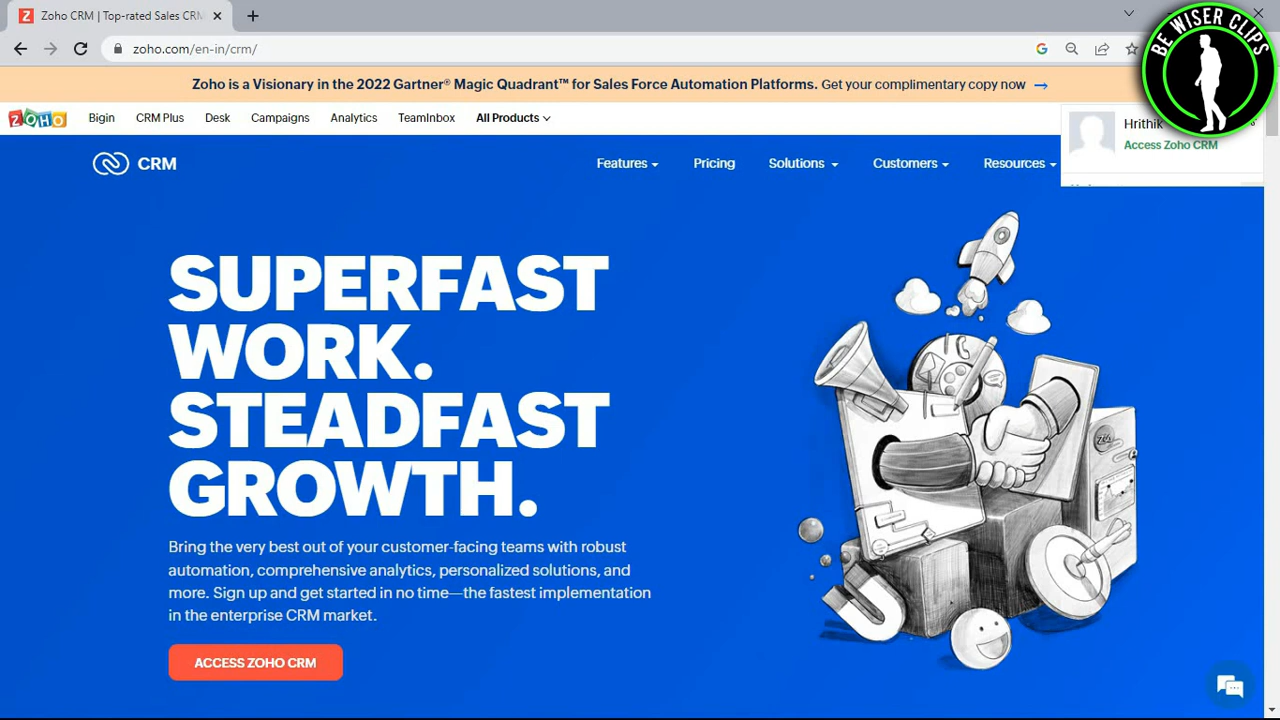 Zoho CRM | Top-rated Sales CRM
zoho.com/en-in/crm/
BE WISER CLIPS
Zoho is a Visionary in the 2022 Gartner® Magic Quadrant™ for Sales Force Automation Platforms. Get your complimentary copy now →
ZOHO Bigin CRM Plus Desk Campaigns Analytics TeamInbox All Products
Hrithik
Access Zoho CRM
CRM Features Pricing Solutions Customers Resources
SUPERFAST
WORK.
STEADFAST
GROWTH.
Bring the very best out of your customer-facing teams with robust
automation, comprehensive analytics, personalized solutions, and
more. Sign up and get started in no time—the fastest implementation
in the enterprise CRM market.
ACCESS ZOHO CRM